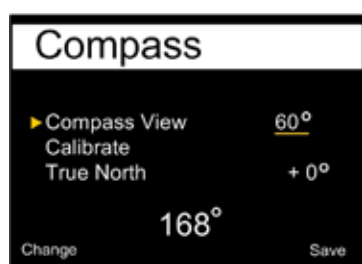 Compass
Compass View 60°
Calibrate
True North + 0°
168°
Change Save